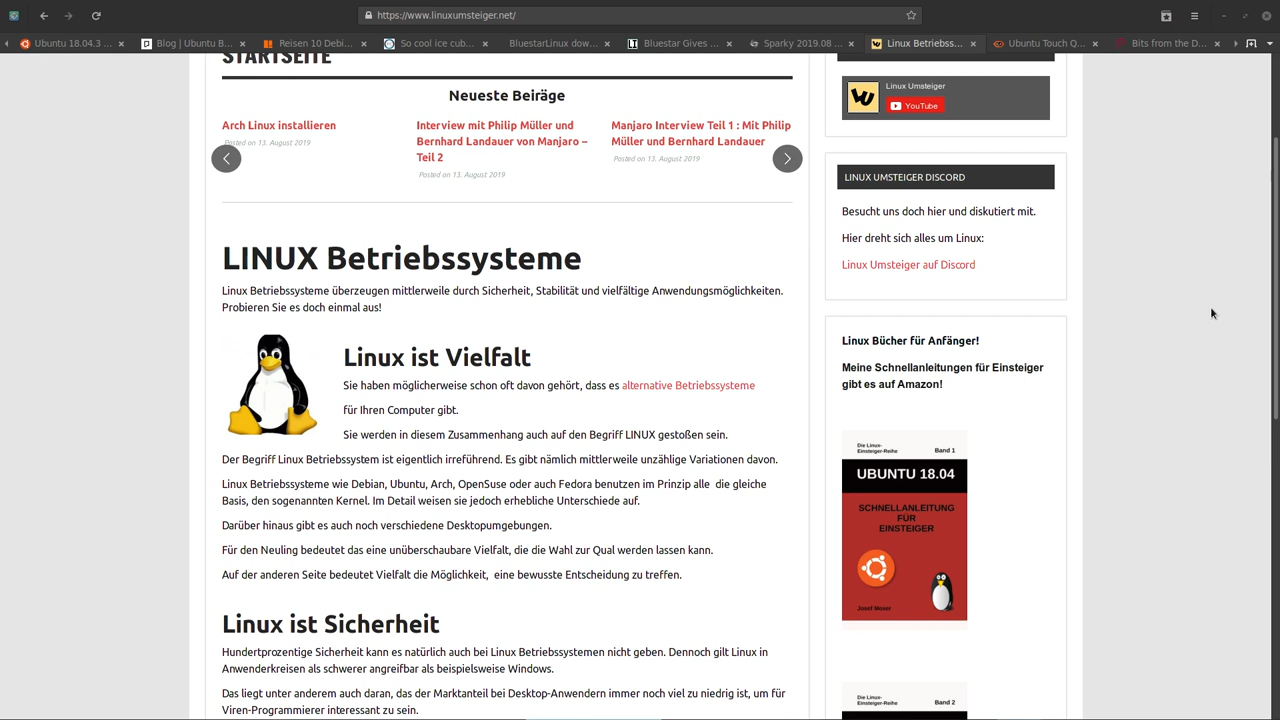 https://www.linuxumsteiger.net/
Ubuntu 18.04.3 ...
Blog | Ubuntu B...
Reisen 10 Debi...
So cool ice cub...
BluestarLinux dow...
Bluestar Gives ...
Sparky 2019.08 ...
Linux Betriebss...
Ubuntu Touch Q...
Bits from the D...
STARTSEITE
Neueste Beiräge
Arch Linux installieren
Posted on 13. August 2019
Interview mit Philip Müller und
Bernhard Landauer von Manjaro –
Teil 2
Posted on 13. August 2019
Manjaro Interview Teil 1 : Mit Philip
Müller und Bernhard Landauer
Posted on 13. August 2019
LINUX Betriebssysteme
Linux Betriebssysteme überzeugen mittlerweile durch Sicherheit, Stabilität und vielfältige Anwendungsmöglichkeiten.
Probieren Sie es doch einmal aus!
Linux ist Vielfalt
Sie haben möglicherweise schon oft davon gehört, dass es alternative Betriebssysteme
für Ihren Computer gibt.
Sie werden in diesem Zusammenhang auch auf den Begriff LINUX gestoßen sein.
Der Begriff Linux Betriebssystem ist eigentlich irreführend. Es gibt nämlich mittlerweile unzählige Variationen davon.
Linux Betriebssysteme wie Debian, Ubuntu, Arch, OpenSuse oder auch Fedora benutzen im Prinzip alle die gleiche
Basis, den sogenannten Kernel. Im Detail weisen sie jedoch erhebliche Unterschiede auf.
Darüber hinaus gibt es auch noch verschiedene Desktopumgebungen.
Für den Neuling bedeutet das eine unüberschaubare Vielfalt, die die Wahl zur Qual werden lassen kann.
Auf der anderen Seite bedeutet Vielfalt die Möglichkeit, eine bewusste Entscheidung zu treffen.
Linux ist Sicherheit
Hundertprozentige Sicherheit kann es natürlich auch bei Linux Betriebssystemen nicht geben. Dennoch gilt Linux in
Anwenderkreisen als schwerer angreifbar als beispielsweise Windows.
Das liegt unter anderem auch daran, das der Marktanteil bei Desktop-Anwendern immer noch viel zu niedrig ist, um für
Viren-Programmierer interessant zu sein.
Linux Umsteiger
YouTube
LINUX UMSTEIGER DISCORD
Besucht uns doch hier und diskutiert mit.
Hier dreht sich alles um Linux:
Linux Umsteiger auf Discord
Linux Bücher für Anfänger!
Meine Schnellanleitungen für Einsteiger
gibt es auf Amazon!
Die Linux-
Einsteiger-Reihe
Band 1
UBUNTU 18.04
SCHNELLANLEITUNG
FÜR
EINSTEIGER
Josef Moser
Die Linux-
Einsteiger-Reihe
Band 2